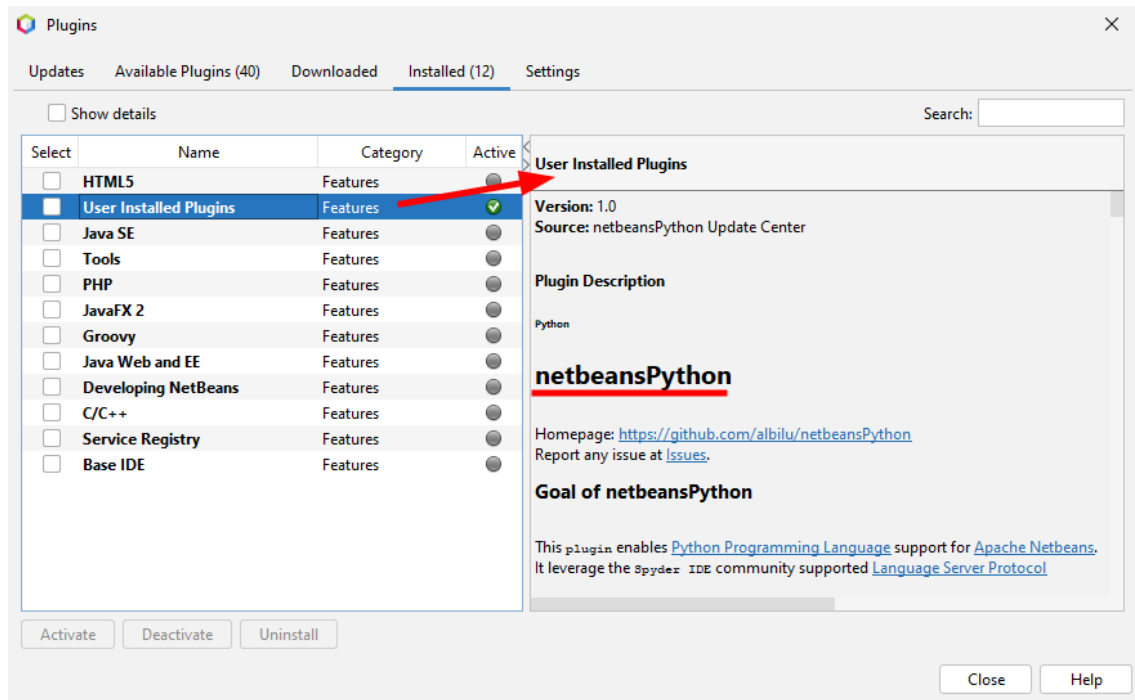 Plugins
Updates Available Plugins (40) Downloaded Installed (12) Settings
Show details Search:
Select Name Category Active
HTML5 Features
User Installed Plugins Features
Java SE Features
Tools Features
PHP Features
JavaFX 2 Features
Groovy Features
Java Web and EE Features
Developing NetBeans Features
C/C++ Features
Service Registry Features
Base IDE Features
User Installed Plugins
Version: 1.0
Source: netbeansPython Update Center
Plugin Description
Python
netbeansPython
Homepage: https://github.com/albilu/netbeansPython
Report any issue at Issues.
Goal of netbeansPython
This plugin enables Python Programming Language support for Apache Netbeans.
It leverage the Spyder IDE community supported Language Server Protocol
Activate Deactivate Uninstall
Close Help